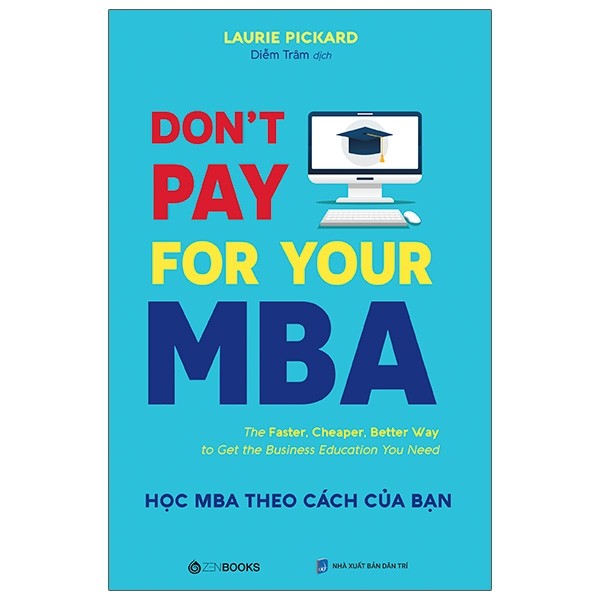 LAURIE PICKARD
Diễm Trâm dịch
DON'T
PAY
FOR YOUR
MBA
The Faster, Cheaper, Better Way
to Get the Business Education You Need
HỌC MBA THEO CÁCH CỦA BẠN
ZENBOOKS
NHÀ XUẤT BẢN DÂN TRÍ